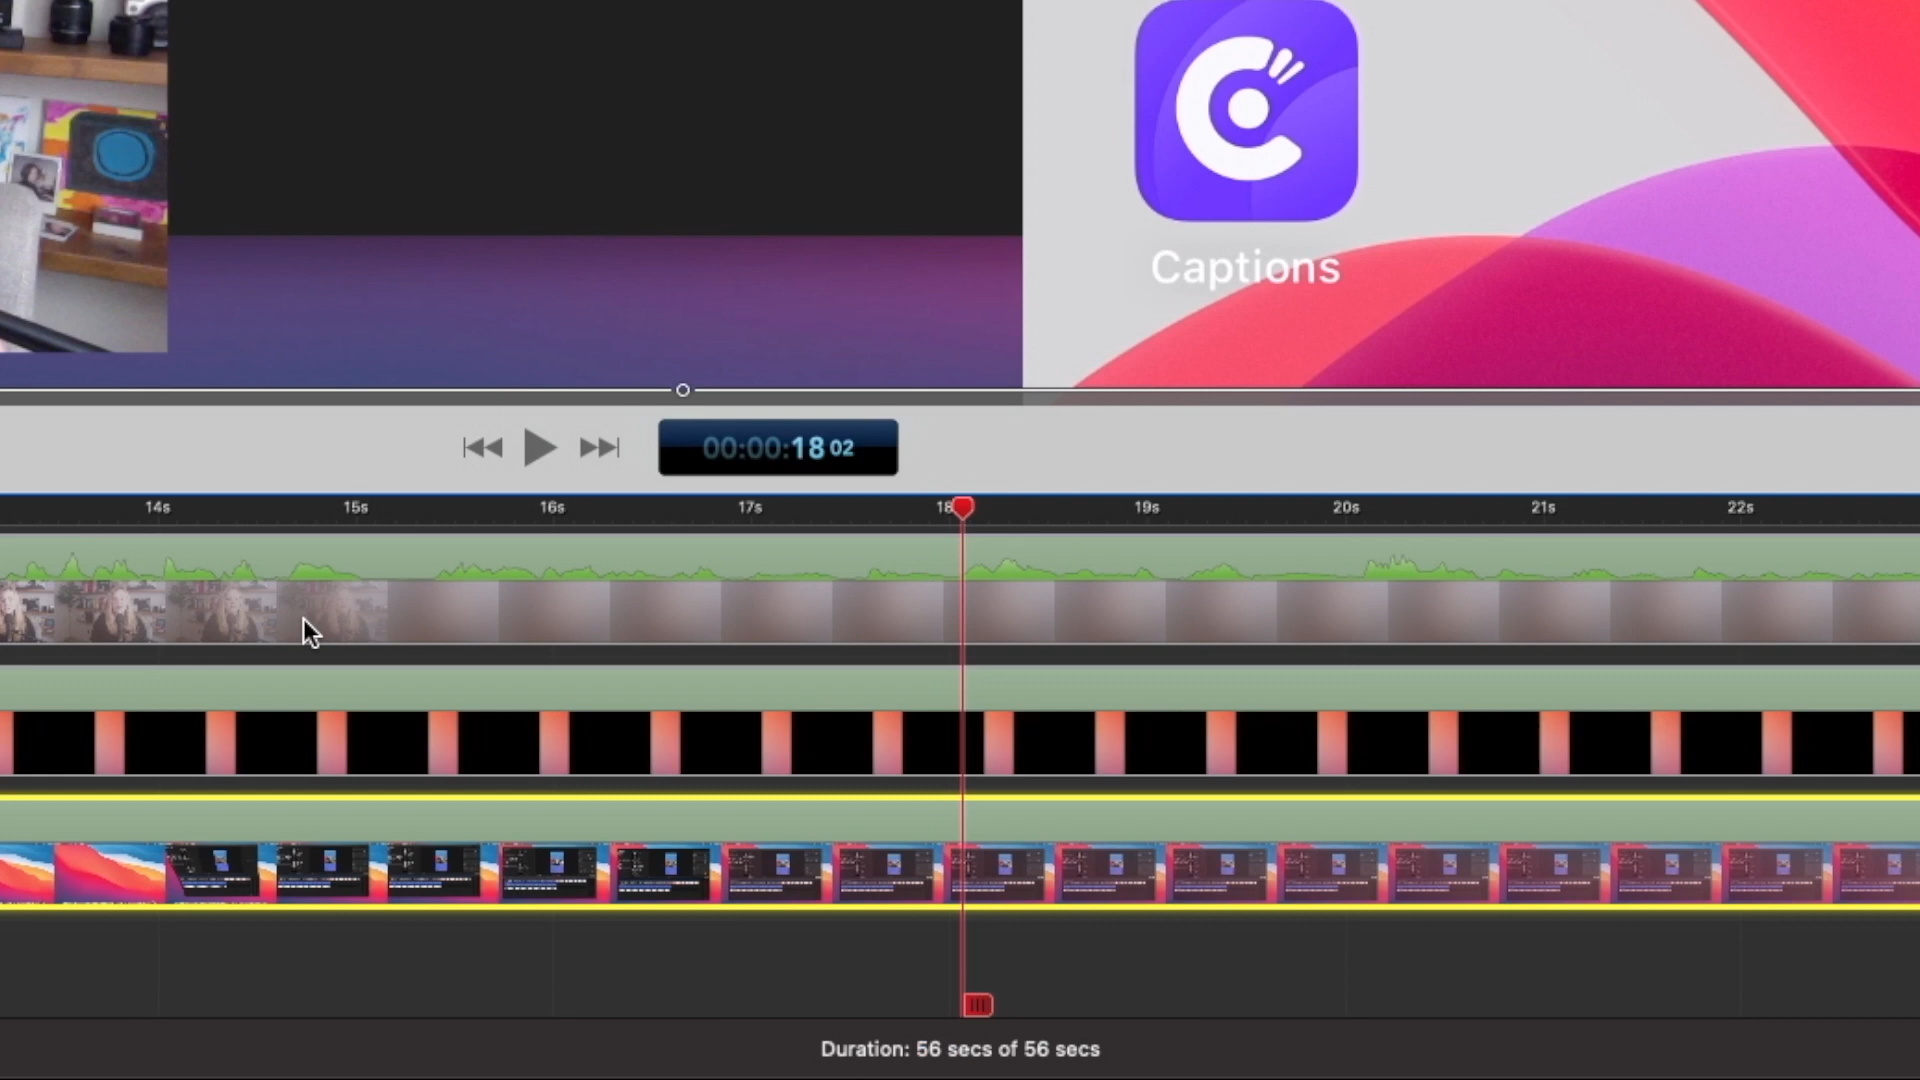 Captions
00:00:18 02
14s 15s 16s 17s 18 19s 20s 21s 22s
Duration: 56 secs of 56 secs